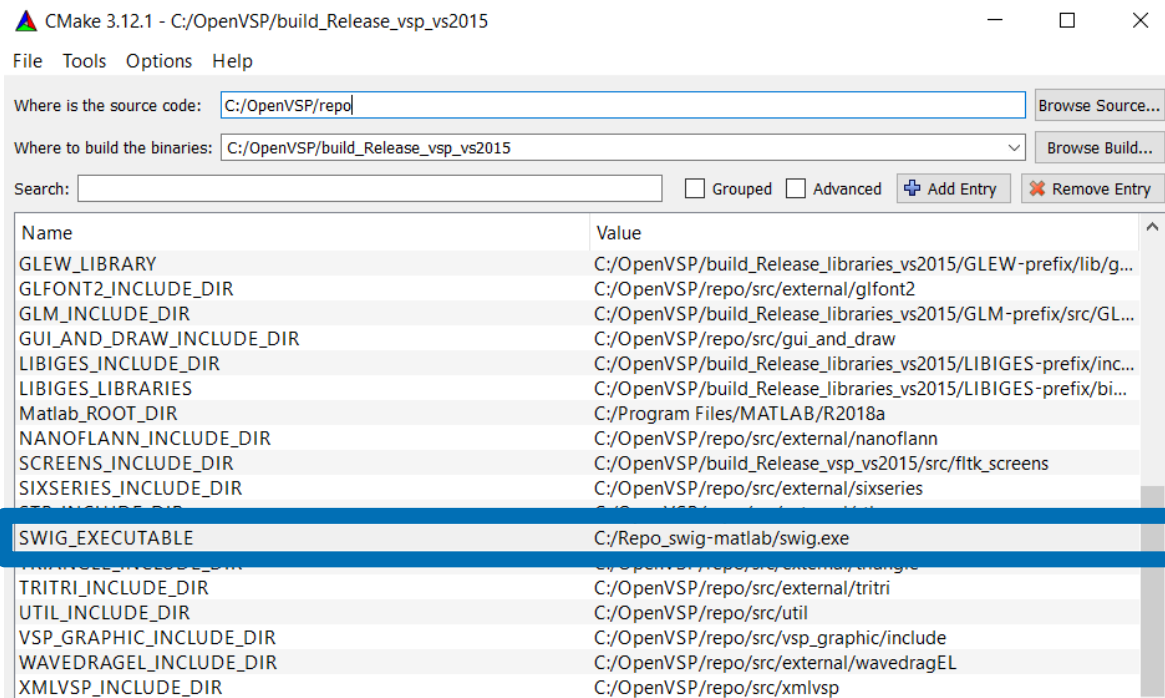 CMake 3.12.1 - C:/OpenVSP/build_Release_vsp_vs2015
File Tools Options Help
Where is the source code: C:/OpenVSP/repo Browse Source...
Where to build the binaries: C:/OpenVSP/build_Release_vsp_vs2015 Browse Build...
Search: Grouped Advanced Add Entry Remove Entry
Name Value
GLEW_LIBRARY C:/OpenVSP/build_Release_libraries_vs2015/GLEW-prefix/lib/g...
GLFONT2_INCLUDE_DIR C:/OpenVSP/repo/src/external/glfont2
GLM_INCLUDE_DIR C:/OpenVSP/build_Release_libraries_vs2015/GLM-prefix/src/GL...
GUI_AND_DRAW_INCLUDE_DIR C:/OpenVSP/repo/src/gui_and_draw
LIBIGES_INCLUDE_DIR C:/OpenVSP/build_Release_libraries_vs2015/LIBIGES-prefix/inc...
LIBIGES_LIBRARIES C:/OpenVSP/build_Release_libraries_vs2015/LIBIGES-prefix/bi...
Matlab_ROOT_DIR C:/Program Files/MATLAB/R2018a
NANOFLANN_INCLUDE_DIR C:/OpenVSP/repo/src/external/nanoflann
SCREENS_INCLUDE_DIR C:/OpenVSP/build_Release_vsp_vs2015/src/fltk_screens
SIXSERIES_INCLUDE_DIR C:/OpenVSP/repo/src/external/sixseries
SWIG_EXECUTABLE C:/Repo_swig-matlab/swig.exe
TRIANGLE_INCLUDE_DIR C:/OpenVSP/repo/src/external/triangle
TRITRI_INCLUDE_DIR C:/OpenVSP/repo/src/external/tritri
UTIL_INCLUDE_DIR C:/OpenVSP/repo/src/util
VSP_GRAPHIC_INCLUDE_DIR C:/OpenVSP/repo/src/vsp_graphic/include
WAVEDRAGEL_INCLUDE_DIR C:/OpenVSP/repo/src/external/wavedragEL
XMLVSP_INCLUDE_DIR C:/OpenVSP/repo/src/xmlvsp